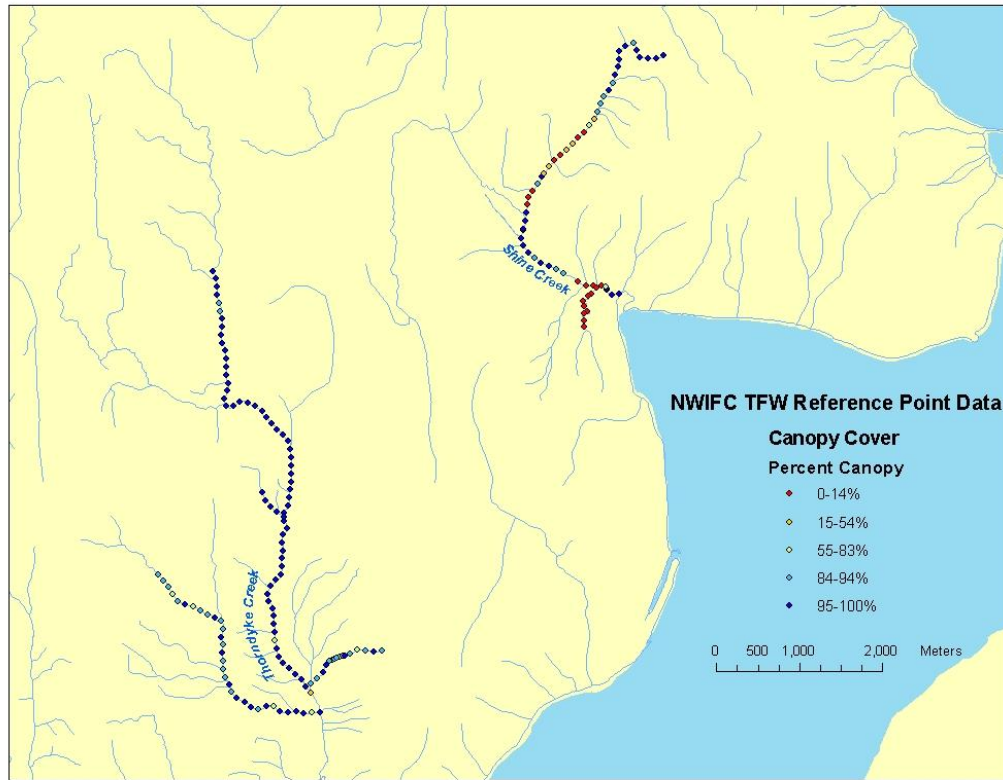 Shine Creek
Thorndyke Creek
NWIFC TFW Reference Point Data
Canopy Cover
Percent Canopy
0-14%
15-54%
55-83%
84-94%
95-100%
0 500 1,000 2,000 Meters